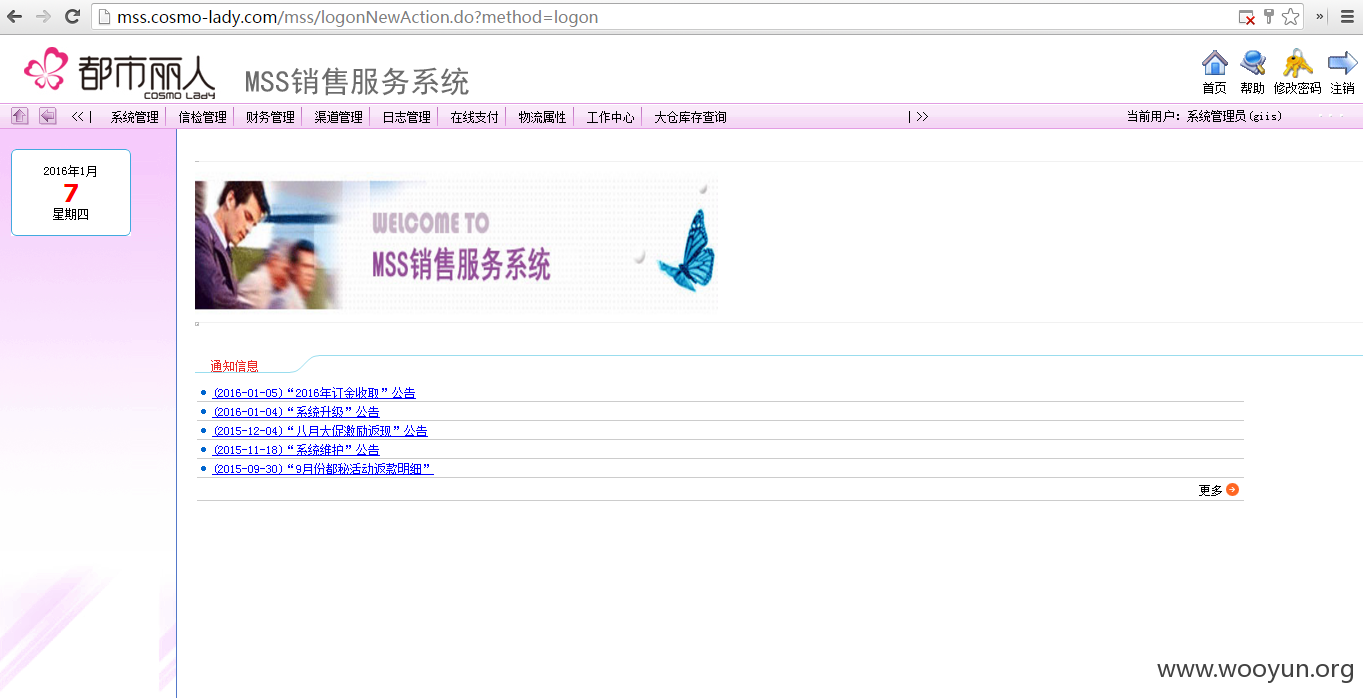 mss.cosmo-lady.com/mss/logonNewAction.do?method=logon
都市丽人
COSMO LADY
MSS销售服务系统
首页 帮助 修改密码 注销
<< | 系统管理 信检管理 财务管理 渠道管理 日志管理 在线支付 物流属性 工作中心 大仓库存查询 | >> 当前用户：系统管理员(giis)
2016年1月
7
星期四
WELCOME TO
MSS销售服务系统
通知信息
(2016-01-05)“2016年订金收取”公告
(2016-01-04)“系统升级”公告
(2015-12-04)“八月大促激励返现”公告
(2015-11-18)“系统维护”公告
(2015-09-30)“9月份都秘活动返款明细”
更多
www.wooyun.org